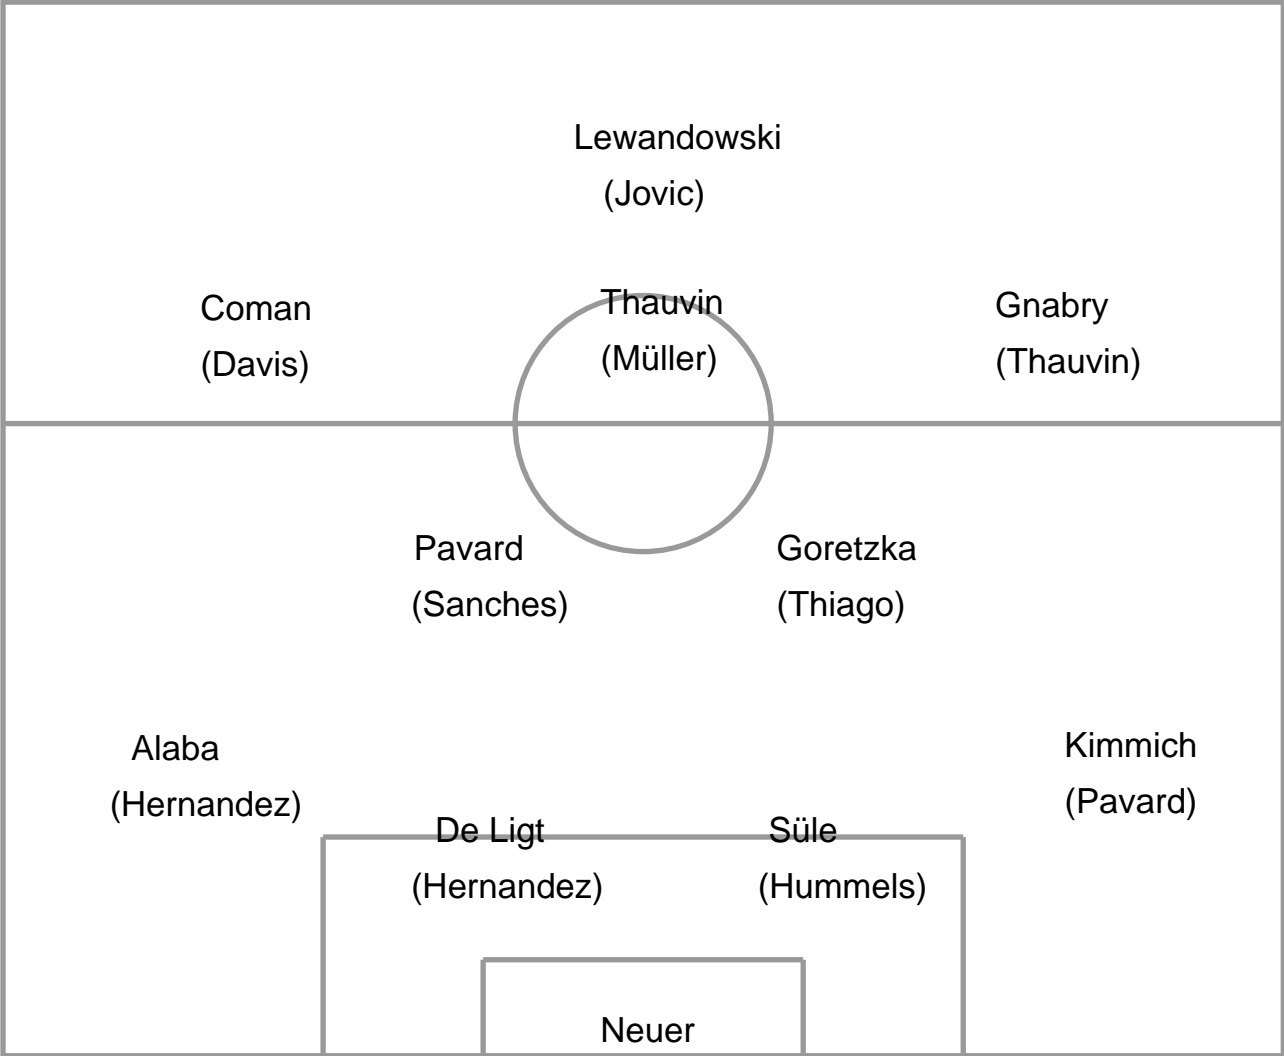 Lewandowski
(Jovic)
Coman
(Davis)
Thauvin
(Müller)
Gnabry
(Thauvin)
Pavard
(Sanches)
Goretzka
(Thiago)
Alaba
(Hernandez)
De Ligt
(Hernandez)
Süle
(Hummels)
Kimmich
(Pavard)
Neuer